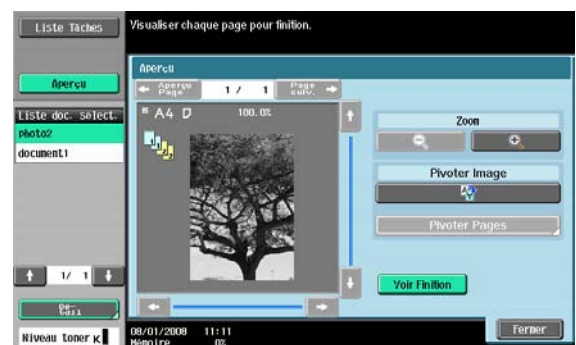 Liste Tâches
Visualiser chaque page pour finition.
Aperçu
Aperçu
Aperçu Page
1 / 1
Page suiv.
Liste doc. sélect.
photo2
document1
A4
100.0%
Zoom
Pivoter Image
Pivoter Pages
Voir Finition
1/ 1
Dé-
tail
Niveau toner K
08/01/2008 11:11
Mémoire 0%
Fermer